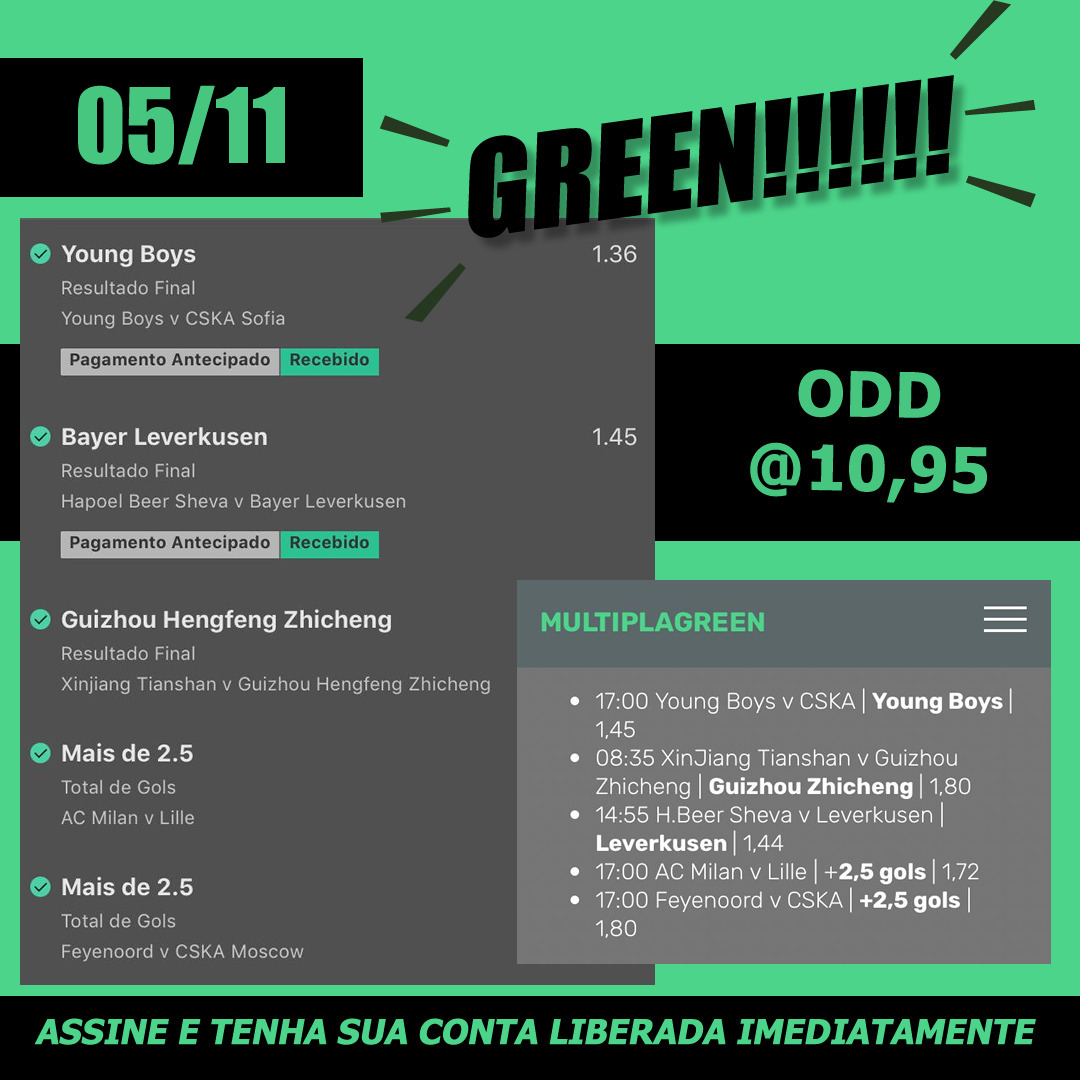 05/11
GREEN!!!!!!
Young Boys 1.36
Resultado Final
Young Boys v CSKA Sofia
Pagamento Antecipado Recebido
Bayer Leverkusen 1.45
Resultado Final
Hapoel Beer Sheva v Bayer Leverkusen
Pagamento Antecipado Recebido
Guizhou Hengfeng Zhicheng
Resultado Final
Xinjiang Tianshan v Guizhou Hengfeng Zhicheng
Mais de 2.5
Total de Gols
AC Milan v Lille
Mais de 2.5
Total de Gols
Feyenoord v CSKA Moscow
ODD
@10,95
MULTIPLAGREEN
17:00 Young Boys v CSKA | Young Boys |
1,45
08:35 XinJiang Tianshan v Guizhou
Zhicheng | Guizhou Zhicheng | 1,80
14:55 H.Beer Sheva v Leverkusen |
Leverkusen | 1,44
17:00 AC Milan v Lille | +2,5 gols | 1,72
17:00 Feyenoord v CSKA | +2,5 gols |
1,80
ASSINE E TENHA SUA CONTA LIBERADA IMEDIATAMENTE